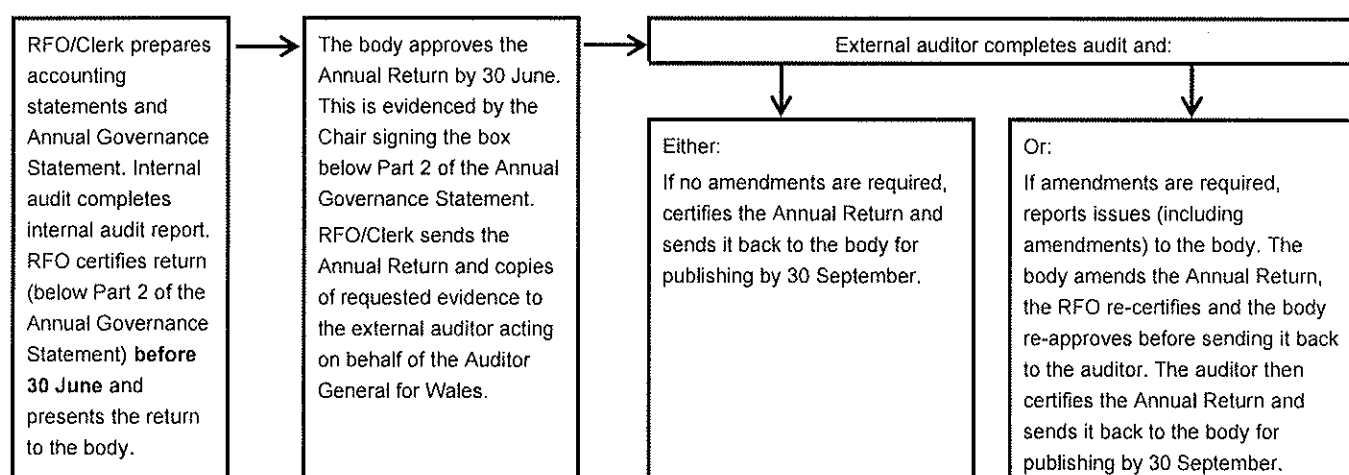 RFO/Clerk prepares
accounting
statements and
Annual Governance
Statement. Internal
audit completes
internal audit report.
RFO certifies return
(below Part 2 of the
Annual Governance
Statement) before
30 June and
presents the return
to the body.
The body approves the
Annual Return by 30 June.
This is evidenced by the
Chair signing the box
below Part 2 of the Annual
Governance Statement.
RFO/Clerk sends the
Annual Return and copies
of requested evidence to
the external auditor acting
on behalf of the Auditor
General for Wales.
External auditor completes audit and:
Either:
If no amendments are required,
certifies the Annual Return and
sends it back to the body for
publishing by 30 September.
Or:
If amendments are required,
reports issues (including
amendments) to the body. The
body amends the Annual Return,
the RFO re-certifies and the body
re-approves before sending it back
to the auditor. The auditor then
certifies the Annual Return and
sends it back to the body for
publishing by 30 September.